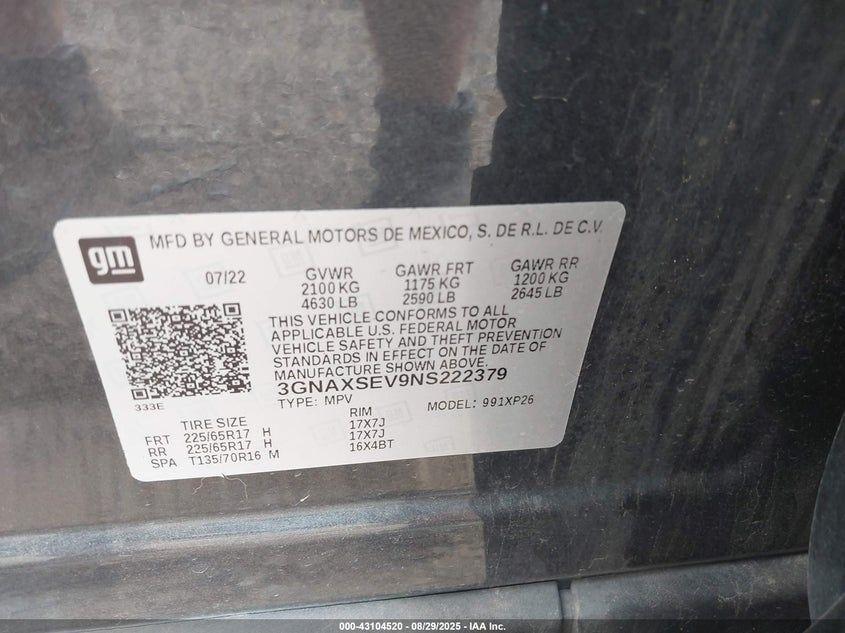 gm
MFD BY GENERAL MOTORS DE MEXICO, S. DE R.L. DE C.V.
07/22 GVWR GAWR FRT GAWR RR
2100 KG 1175 KG 1200 KG
4630 LB 2590 LB 2645 LB
THIS VEHICLE CONFORMS TO ALL
APPLICABLE U.S. FEDERAL MOTOR
VEHICLE SAFETY AND THEFT PREVENTION
STANDARDS IN EFFECT ON THE DATE OF
MANUFACTURE
3GNAXSEV9NS222379
333E TYPE: MPV MODEL: 991XP26
TIRE SIZE RIM
FRT 225/65R17 H 17X7J
RR 225/65R17 H 17X7J
SPA T135/70R16 M 16X4BT
000-43104520 - 08/29/2025 - IAA Inc.